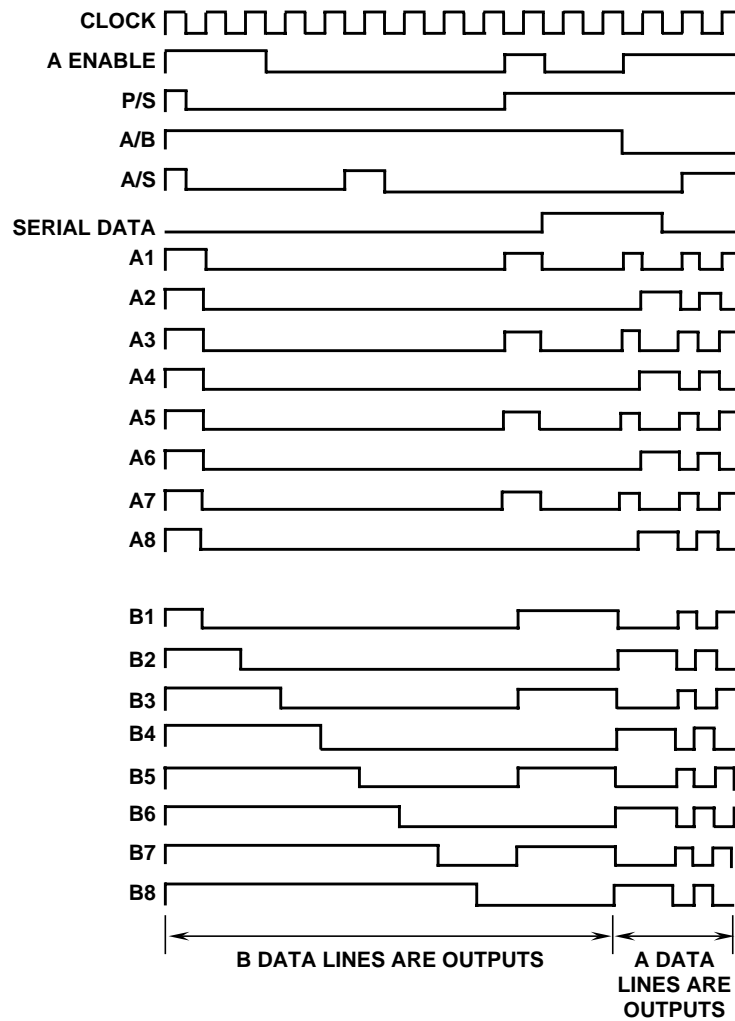 CLOCK
A ENABLE
P/S
A/B
A/S
SERIAL DATA
A1
A2
A3
A4
A5
A6
A7
A8
B1
B2
B3
B4
B5
B6
B7
B8
B DATA LINES ARE OUTPUTS
A DATA
LINES ARE
OUTPUTS